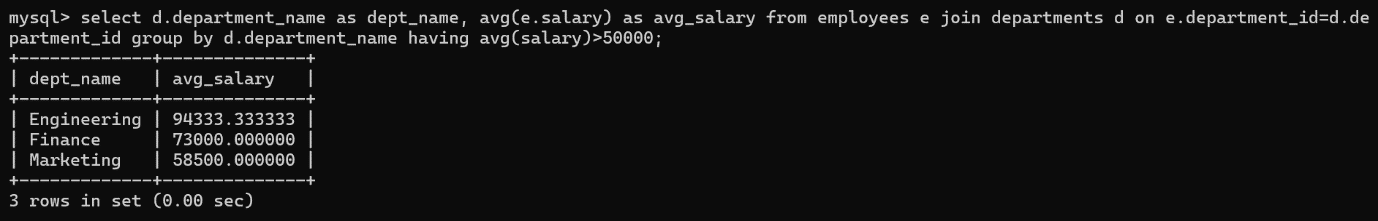 mysql> select d.department_name as dept_name, avg(e.salary) as avg_salary from employees e join departments d on e.department_id=d.de
partment_id group by d.department_name having avg(salary)>50000;
+-------------+--------------+
| dept_name   | avg_salary   |
+-------------+--------------+
| Engineering | 94333.333333 |
| Finance     | 73000.000000 |
| Marketing   | 58500.000000 |
+-------------+--------------+
3 rows in set (0.00 sec)